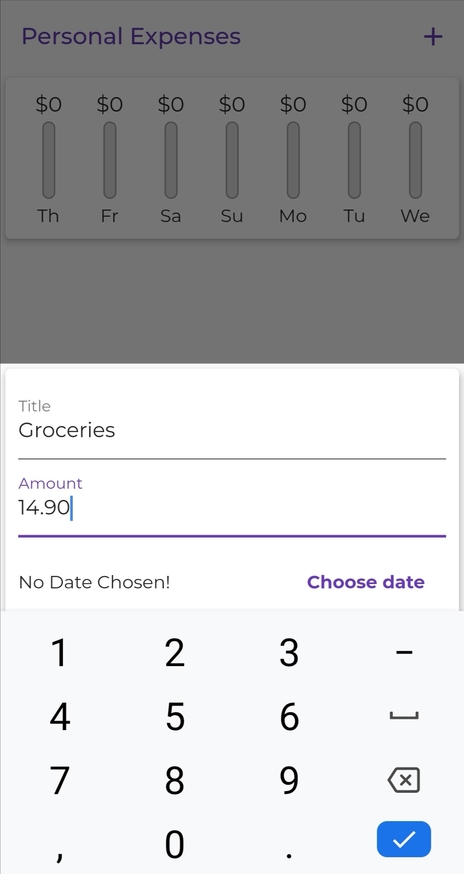 Personal Expenses +
$0 $0 $0 $0 $0 $0 $0
Th Fr Sa Su Mo Tu We
Title
Groceries
Amount
14.90
No Date Chosen! Choose date
1 2 3 -
4 5 6
7 8 9
, 0 .